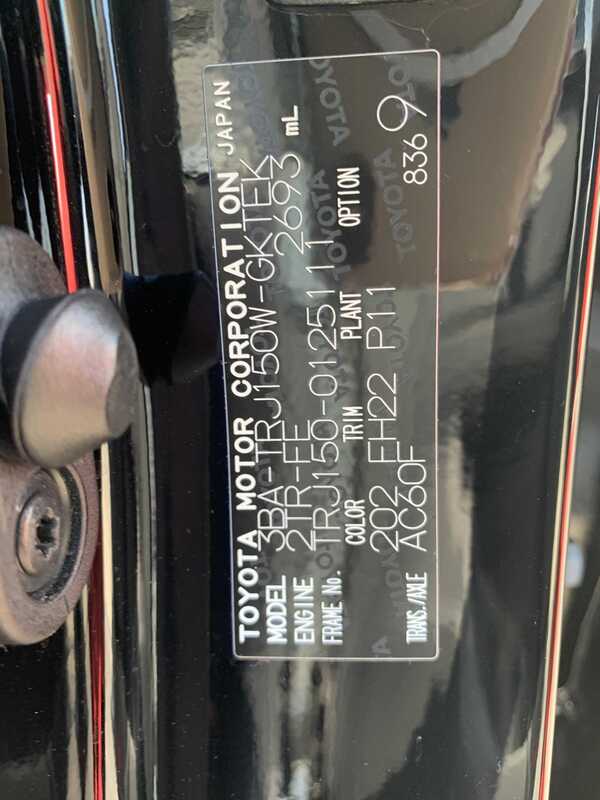 TOYOTA MOTOR CORPORATION JAPAN
MODEL 3BA-TRJ150W-GKTEK
ENGINE 2TR-FE 2693 mL
FRAME No. TRJ150-0125111
COLOR TRIM PLANT OPTION
202 FH22 P11
TRANS./AXLE AC60F 836 9